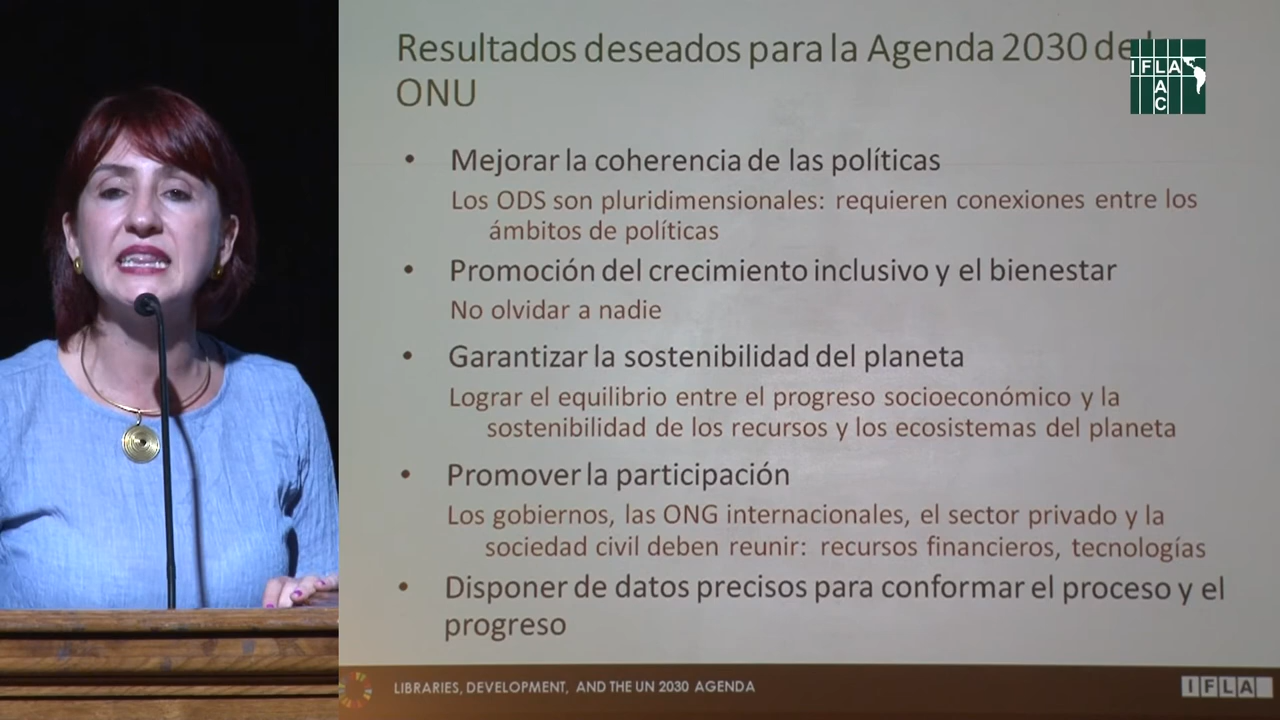 Resultados deseados para la Agenda 2030 de la
ONU
IFLA
LAC
• Mejorar la coherencia de las políticas
Los ODS son pluridimensionales: requieren conexiones entre los
ámbitos de políticas
• Promoción del crecimiento inclusivo y el bienestar
No olvidar a nadie
• Garantizar la sostenibilidad del planeta
Lograr el equilibrio entre el progreso socioeconómico y la
sostenibilidad de los recursos y los ecosistemas del planeta
• Promover la participación
Los gobiernos, las ONG internacionales, el sector privado y la
sociedad civil deben reunir: recursos financieros, tecnologías
• Disponer de datos precisos para conformar el proceso y el
progreso
LIBRARIES, DEVELOPMENT, AND THE UN 2030 AGENDA
IFLA